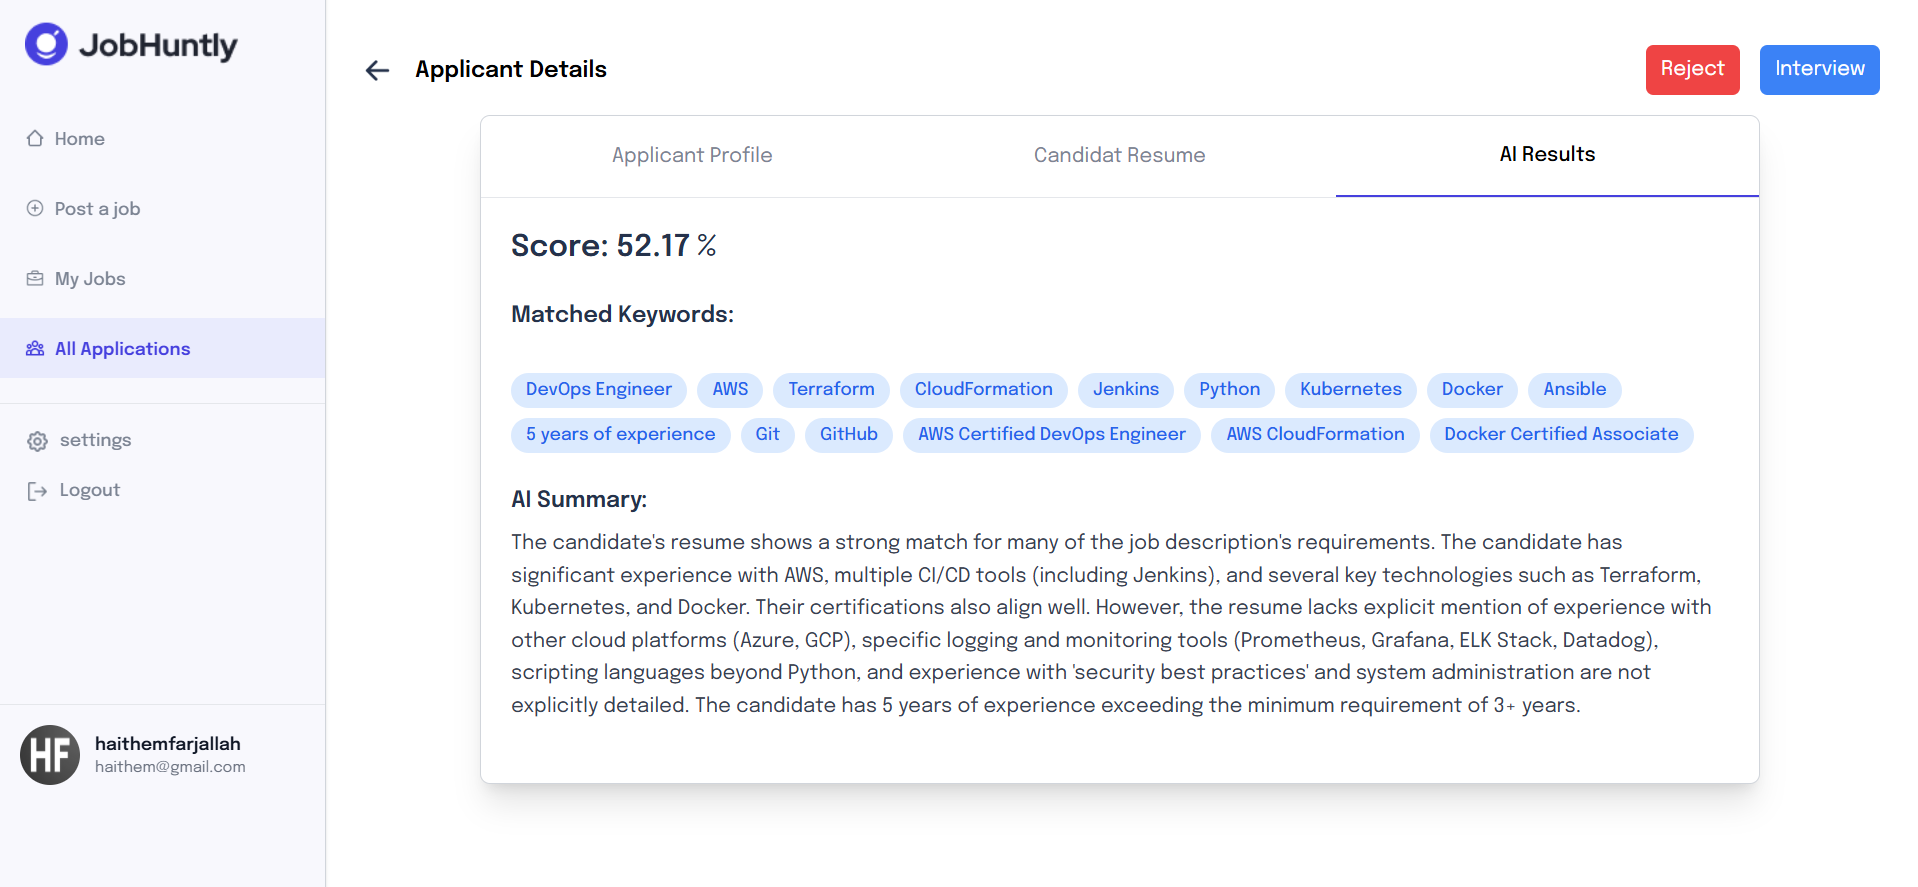 JobHuntly
Home
Post a job
My Jobs
All Applications
settings
Logout
HF
haithemfarjallah
haithem@gmail.com
Applicant Details
Reject
Interview
Applicant Profile
Candidat Resume
AI Results
Score: 52.17 %
Matched Keywords:
DevOps Engineer AWS Terraform CloudFormation Jenkins Python Kubernetes Docker Ansible
5 years of experience Git GitHub AWS Certified DevOps Engineer AWS CloudFormation Docker Certified Associate
AI Summary:
The candidate's resume shows a strong match for many of the job description's requirements. The candidate has
significant experience with AWS, multiple CI/CD tools (including Jenkins), and several key technologies such as Terraform,
Kubernetes, and Docker. Their certifications also align well. However, the resume lacks explicit mention of experience with
other cloud platforms (Azure, GCP), specific logging and monitoring tools (Prometheus, Grafana, ELK Stack, Datadog),
scripting languages beyond Python, and experience with 'security best practices' and system administration are not
explicitly detailed. The candidate has 5 years of experience exceeding the minimum requirement of 3+ years.